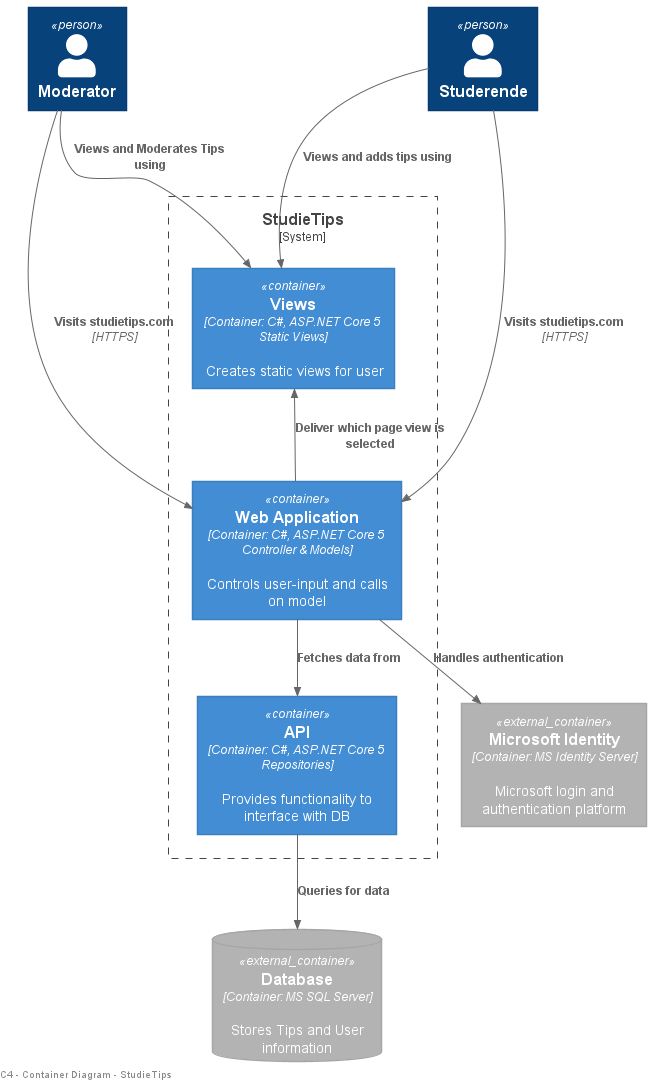 «person»
Moderator
«person»
Studerende
Views and Moderates Tips
using
Views and adds tips using
StudieTips
[System]
«container»
Views
[Container: C#, ASP.NET Core 5
Static Views]
Creates static views for user
Visits studietips.com
[HTTPS]
Visits studietips.com
[HTTPS]
Deliver which page view is
selected
«container»
Web Application
[Container: C#, ASP.NET Core 5
Controller & Models]
Controls user-input and calls
on model
Fetches data from
Handles authentication
«container»
API
[Container: C#, ASP.NET Core 5
Repositories]
Provides functionality to
interface with DB
«external_container»
Microsoft Identity
[Container: MS Identity Server]
Microsoft login and
authentication platform
Queries for data
«external_container»
Database
[Container: MS SQL Server]
Stores Tips and User
information
C4 - Container Diagram - StudieTips